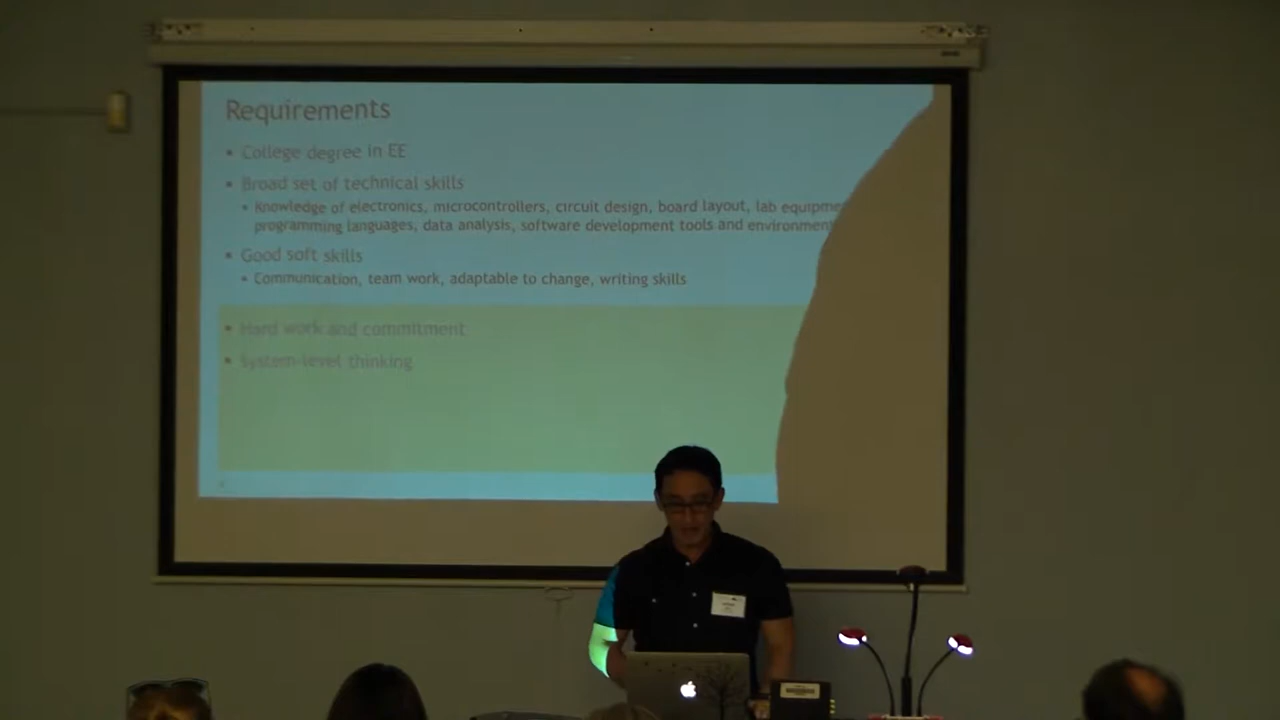 Requirements
• College degree in EE
• Broad set of technical skills
• Knowledge of electronics, microcontrollers, circuit design, board layout, lab
programming languages, data analysis, software development tools and
• Good soft skills
• Communication, team work, adaptable to change, writing skills
• Hard work and commitment
• System-level thinking